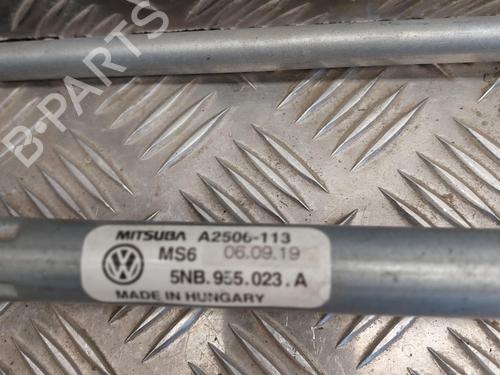 B-PARTS
MITSUBA A2506-113
MS6 06.09.19
5NB.955.023.A
MADE IN HUNGARY